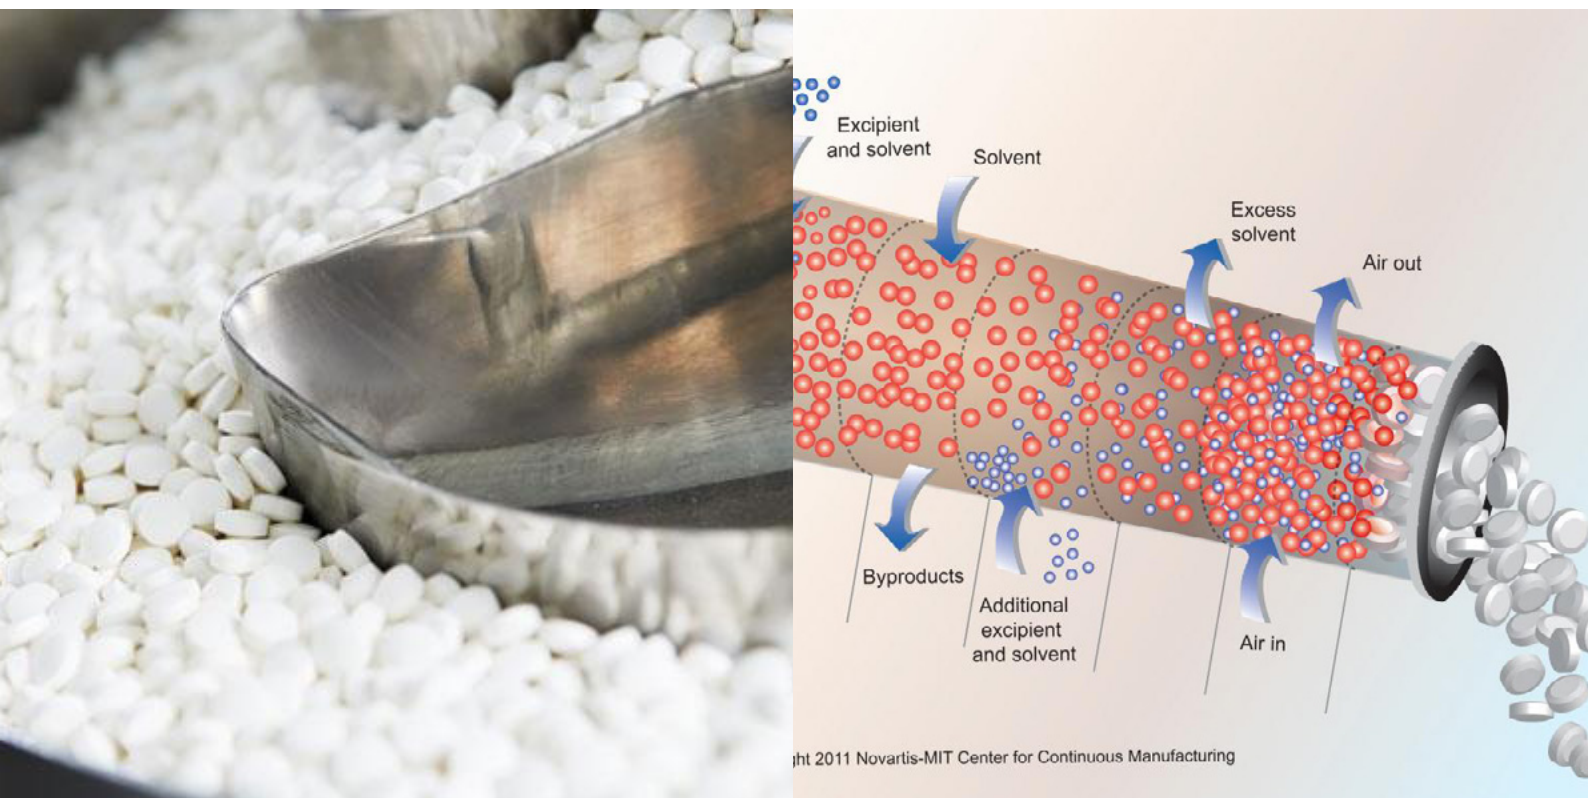 Excipient
and solvent
Solvent
Excess
solvent
Air out
Byproducts
Additional
excipient
and solvent
Air in
ght 2011 Novartis-MIT Center for Continuous Manufacturing